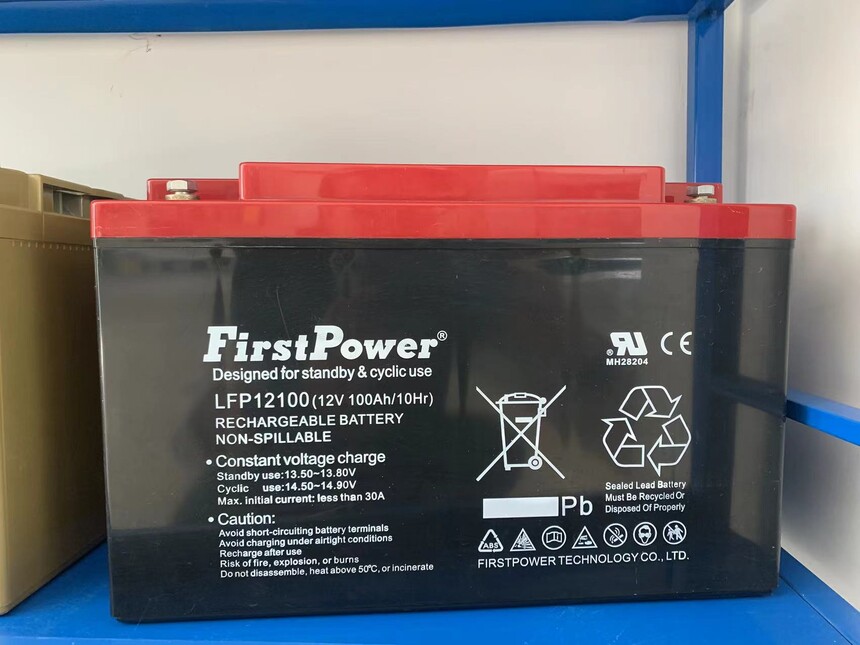 FirstPower®
Designed for standby & cyclic use
LFP12100 (12V 100Ah/10Hr)
RECHARGEABLE BATTERY
NON-SPILLABLE
• Constant voltage charge
Standby use:13.50~13.80V
Cyclic use:14.50~14.90V
Max. initial current: less than 30A
• Caution:
Avoid short-circuiting battery terminals
Avoid charging under airtight conditions
Recharge after use
Risk of fire, explosion, or burns
Do not disassemble, heat above 50℃, or incinerate
RU® CE
MH28204
Sealed Lead Battery
Must Be Recycled Or
Disposed Of Properly
Pb
ABS
FIRSTPOWER TECHNOLOGY CO., LTD.